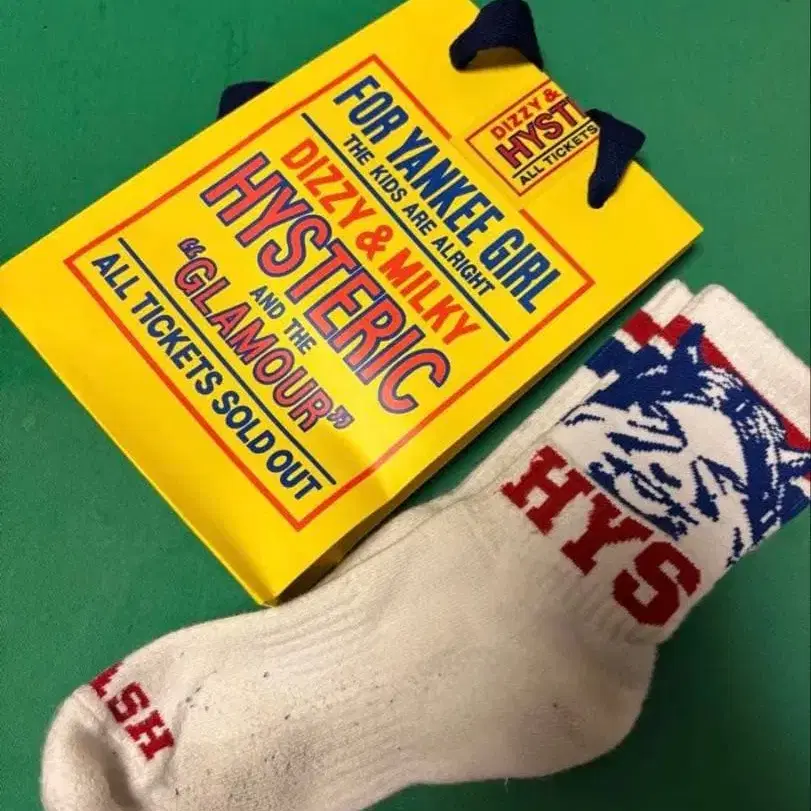 FOR YANKEE GIRL
THE KIDS ARE ALRIGHT
DIZZY & MILKY
HYSTERIC
AND THE
"GLAMOUR"
ALL TICKETS SOLD OUT
DIZZY &
HYST
ALL TICKETS
HYS
LSH